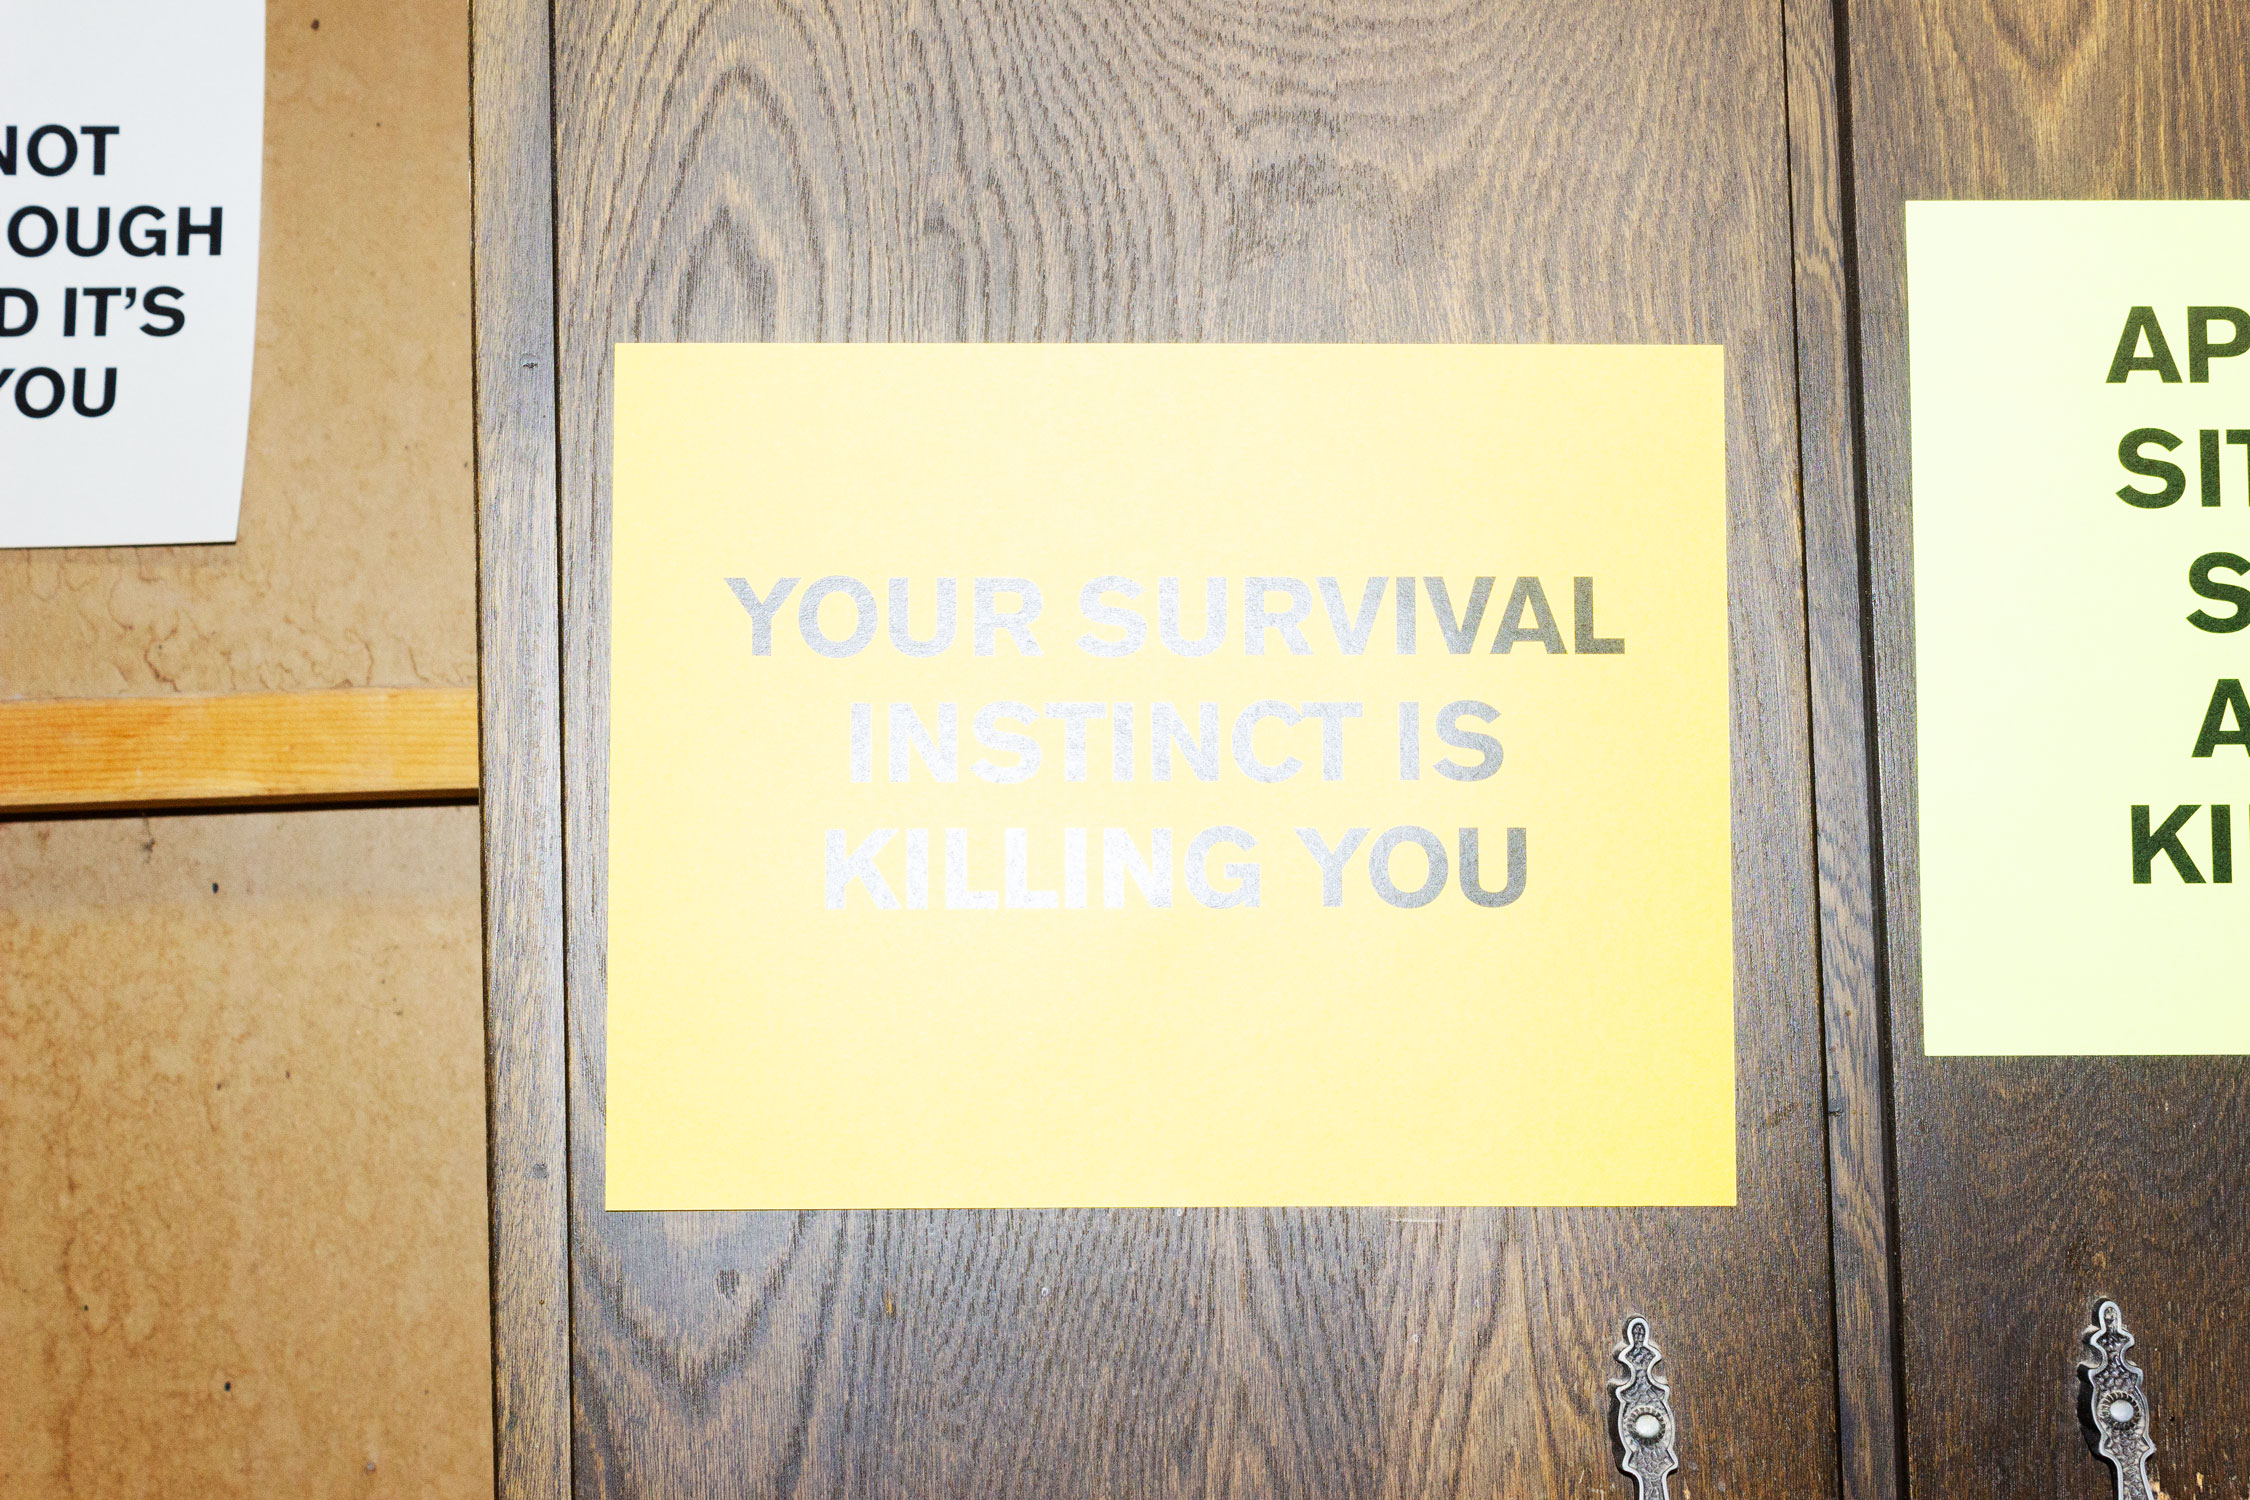 NOT
OUGH
D IT'S
YOU
YOUR SURVIVAL
INSTINCT IS
KILLING YOU
AP
SIT
S
A
KI